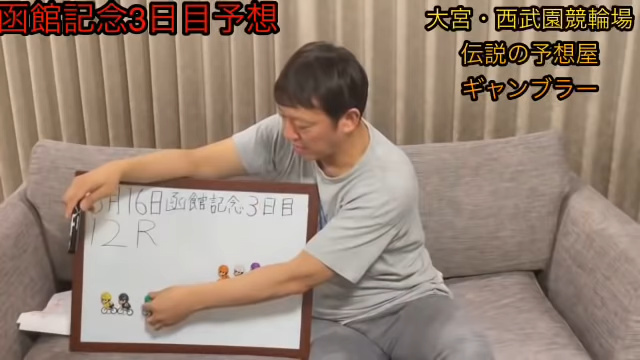 函館記念3日目予想
大宮・西武園競輪場
伝説の予想屋
ギャンブラー
月16日函館記念3日目
12R